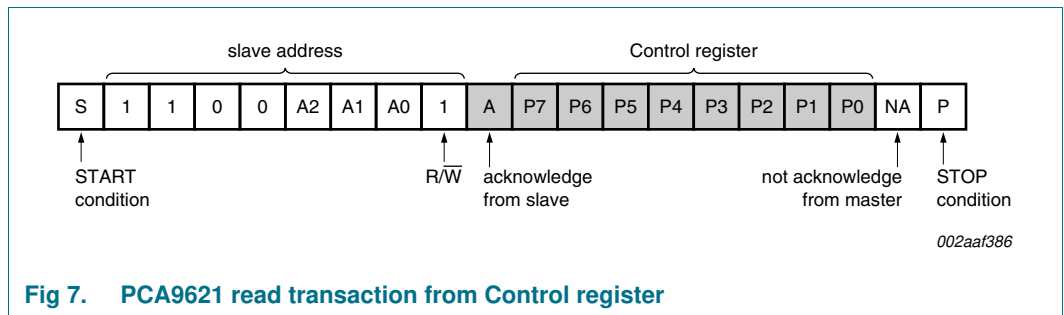 slave address Control register
S 1 1 0 0 A2 A1 A0 1 A P7 P6 P5 P4 P3 P2 P1 P0 NA P
START condition
R/W̅
acknowledge from slave
not acknowledge from master
STOP condition
002aaf386
Fig 7. PCA9621 read transaction from Control register